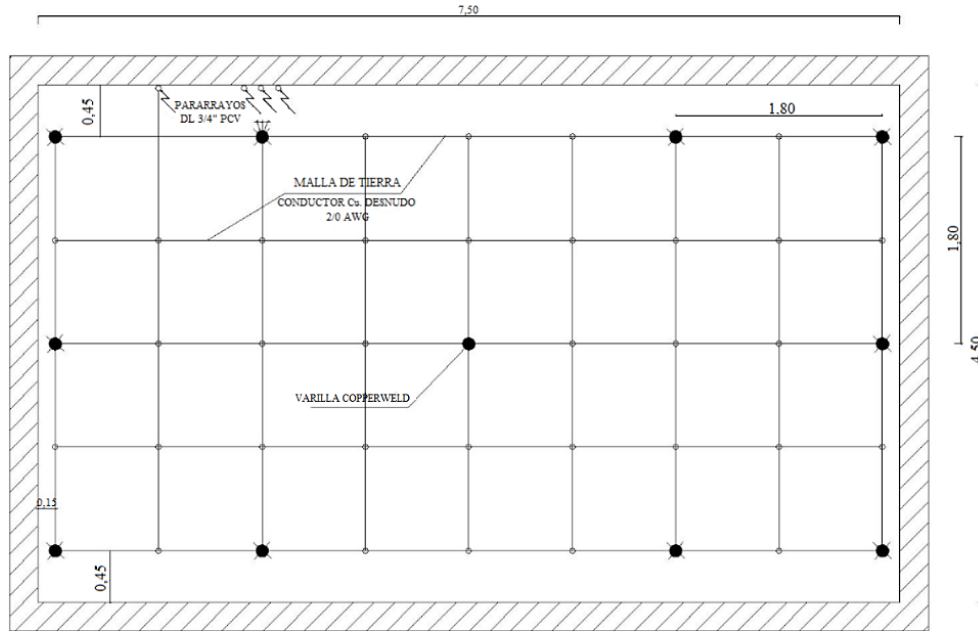 7,50
0,45
PARARRAYOS
DL 3/4" PCV
1,80
MALLA DE TIERRA
CONDUCTOR Cu. DESNUDO
2/0 AWG
1,80
4,50
VARILLA COPPERWELD
0,15
0,45